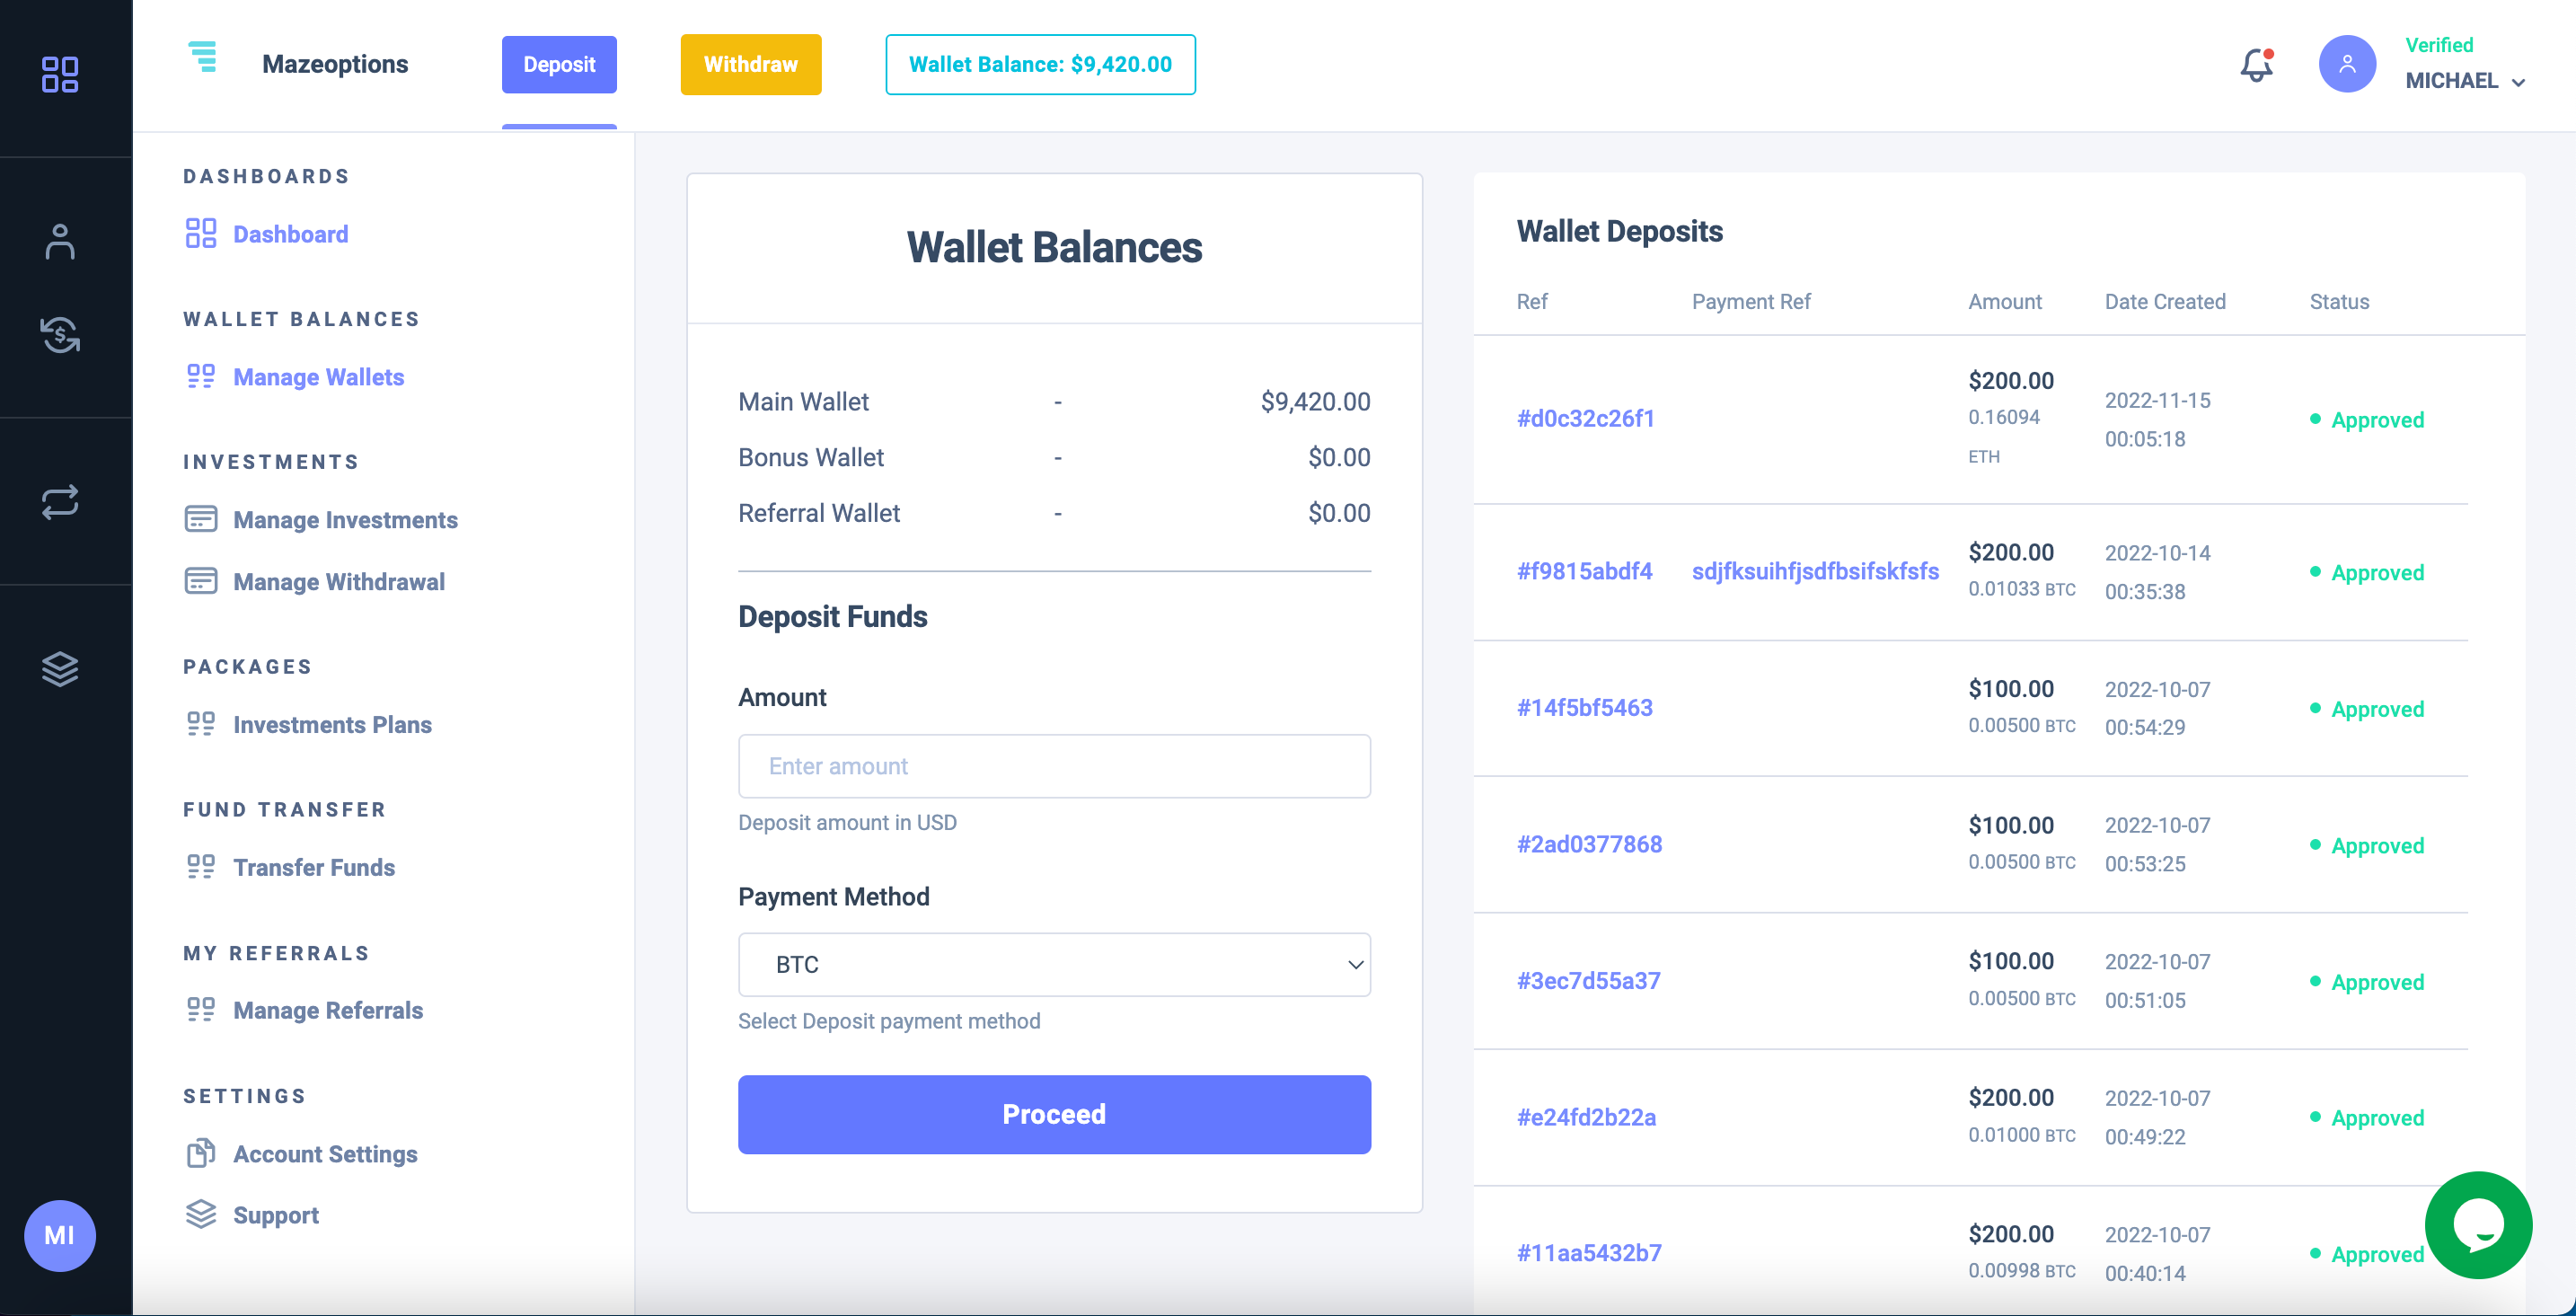 Mazeoptions
Deposit
Withdraw
Wallet Balance: $9,420.00
Verified
MICHAEL
DASHBOARDS
Dashboard
WALLET BALANCES
Manage Wallets
INVESTMENTS
Manage Investments
Manage Withdrawal
PACKAGES
Investments Plans
FUND TRANSFER
Transfer Funds
MY REFERRALS
Manage Referrals
SETTINGS
Account Settings
Support
MI
Wallet Balances
Main Wallet - $9,420.00
Bonus Wallet - $0.00
Referral Wallet - $0.00
Deposit Funds
Amount
Enter amount
Deposit amount in USD
Payment Method
BTC
Select Deposit payment method
Proceed
Wallet Deposits
Ref Payment Ref Amount Date Created Status
#d0c32c26f1 $200.00 0.16094 ETH 2022-11-15 00:05:18 Approved
#f9815abdf4 sdjfksuihfjsdfbsifskfsfs $200.00 0.01033 BTC 2022-10-14 00:35:38 Approved
#14f5bf5463 $100.00 0.00500 BTC 2022-10-07 00:54:29 Approved
#2ad0377868 $100.00 0.00500 BTC 2022-10-07 00:53:25 Approved
#3ec7d55a37 $100.00 0.00500 BTC 2022-10-07 00:51:05 Approved
#e24fd2b22a $200.00 0.01000 BTC 2022-10-07 00:49:22 Approved
#11aa5432b7 $200.00 0.00998 BTC 2022-10-07 00:40:14 Approved